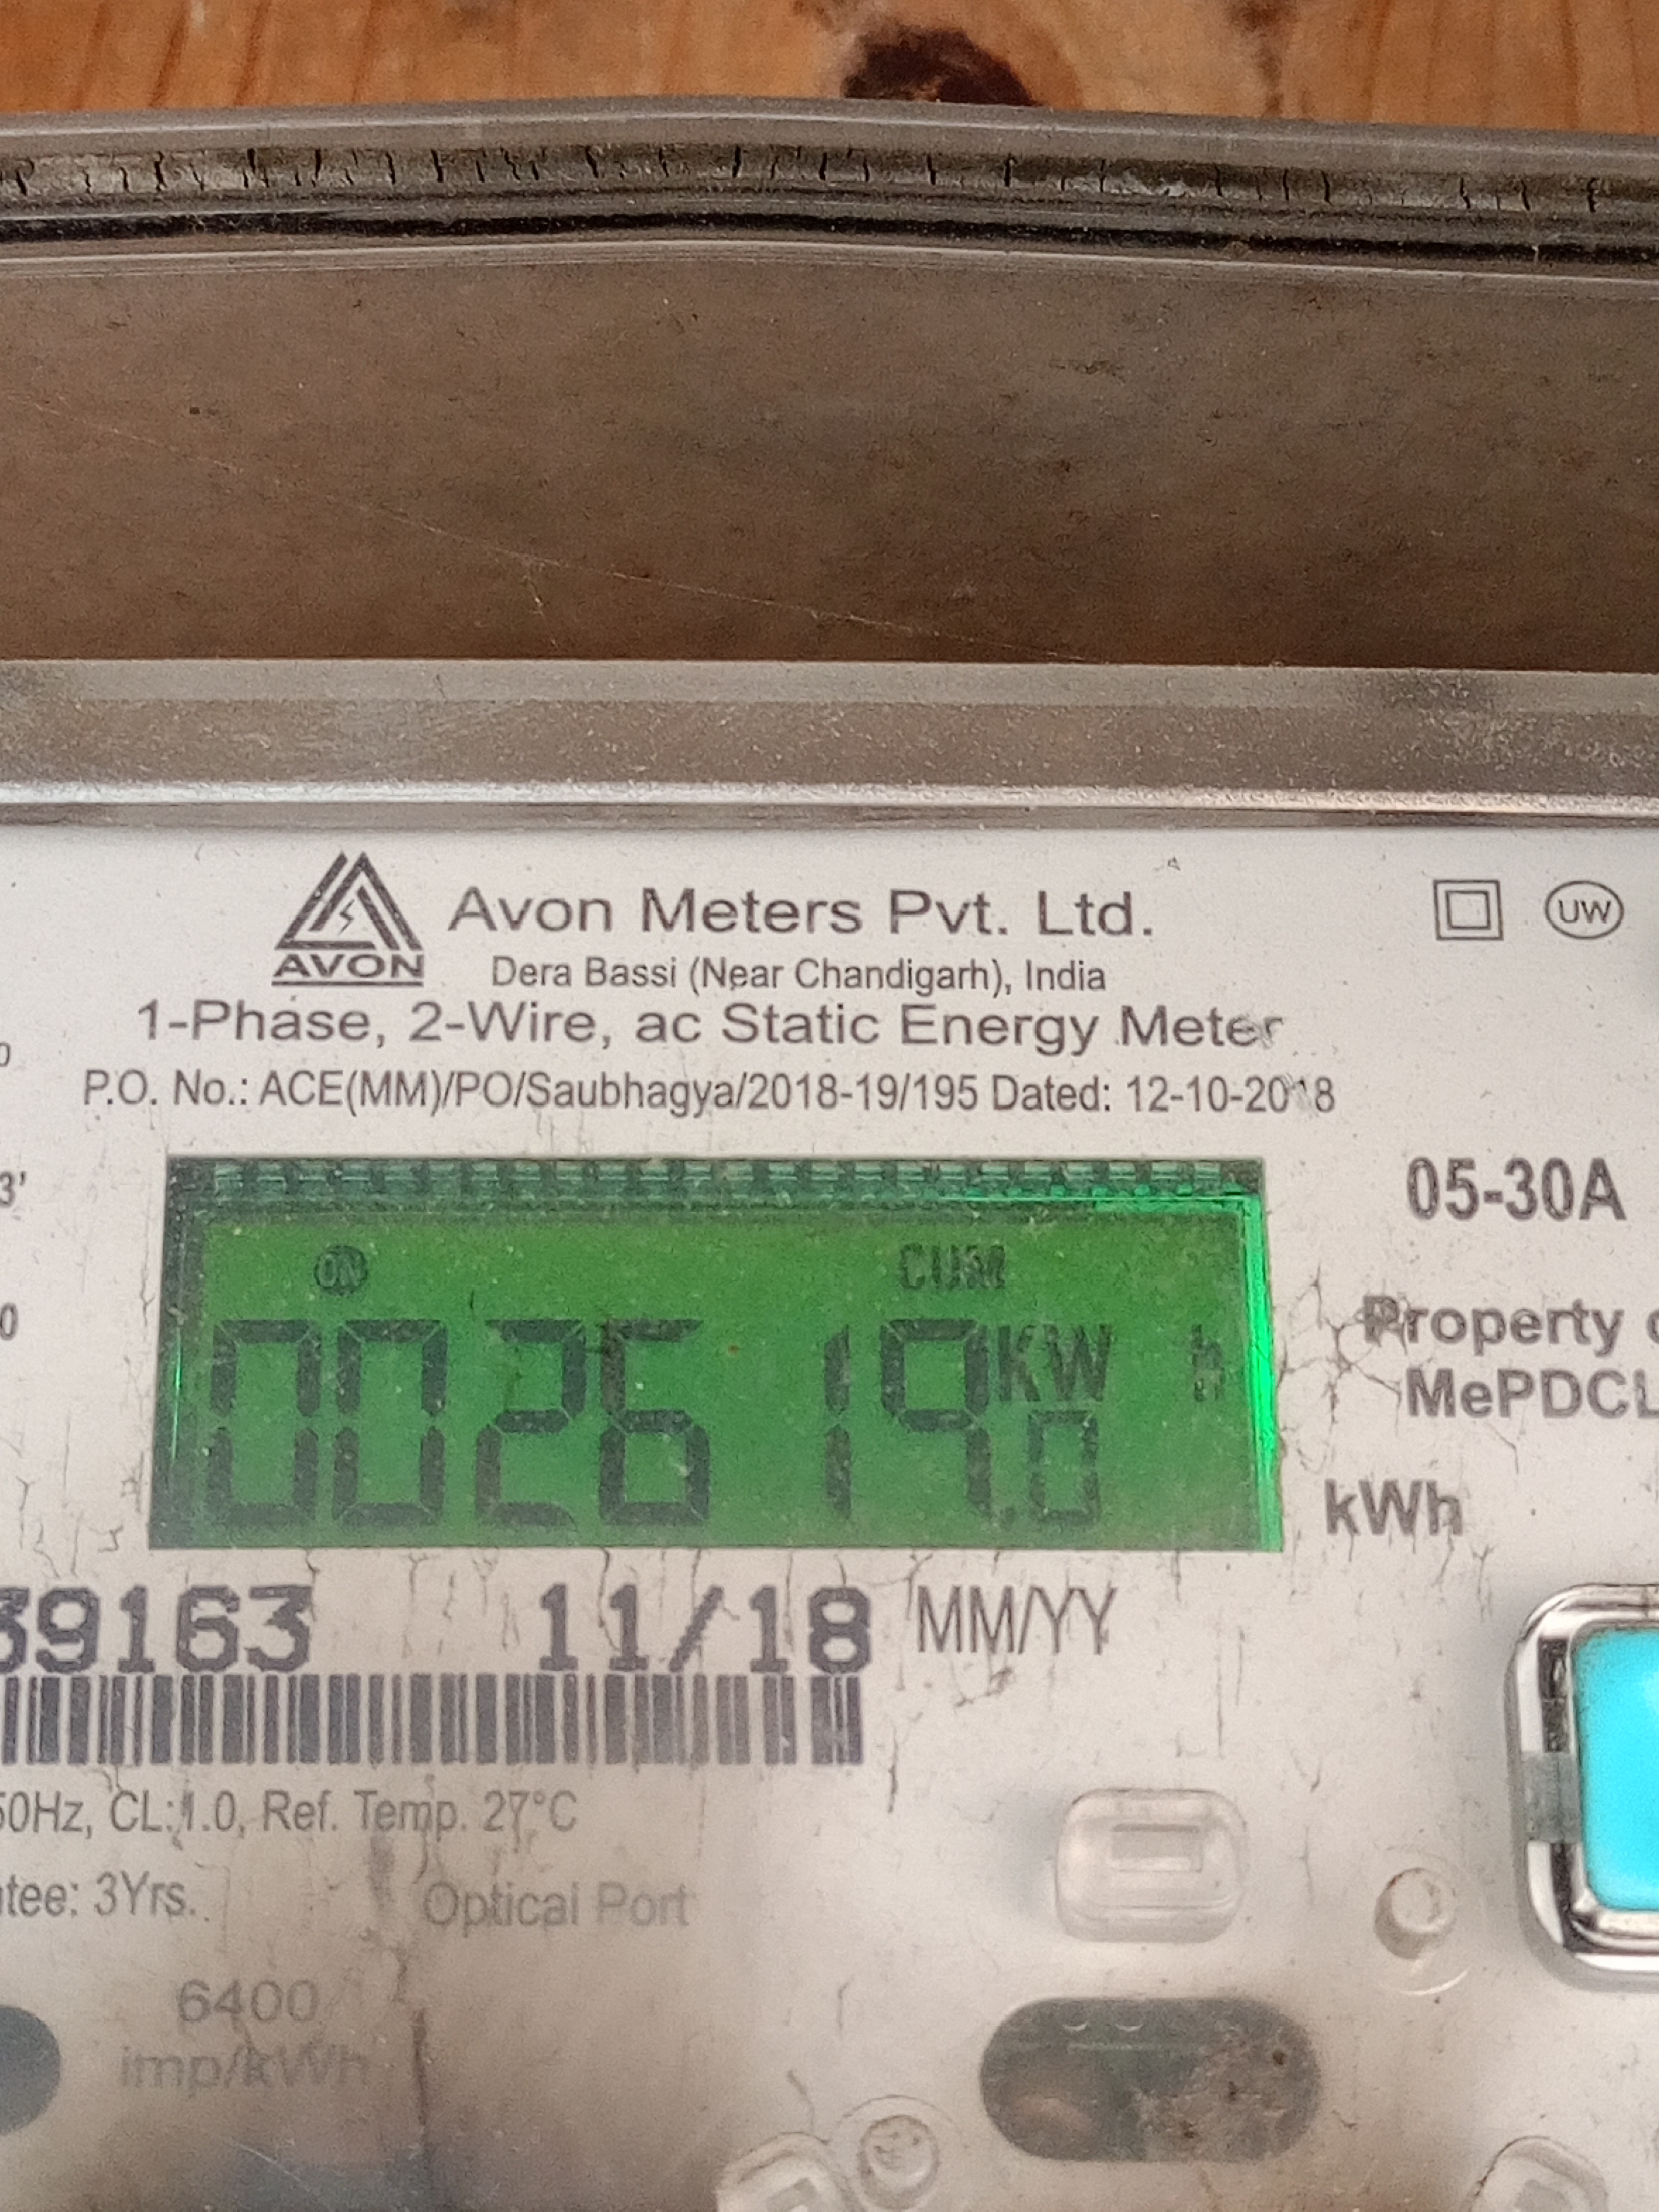 AVON
Avon Meters Pvt. Ltd.
UW
Dera Bassi (Near Chandigarh), India
1-Phase, 2-Wire, ac Static Energy Meter
P.O. No.: ACE(MM)/PO/Saubhagya/2018-19/195 Dated: 12-10-2018
05-30A
ON CUM
002619.0 KW h
Property
MePDCL
kWh
39163 11/18 MM/YY
50Hz, CL:1.0, Ref. Temp. 27°C
3Yrs.
Optical Port
6400
imp/kWh